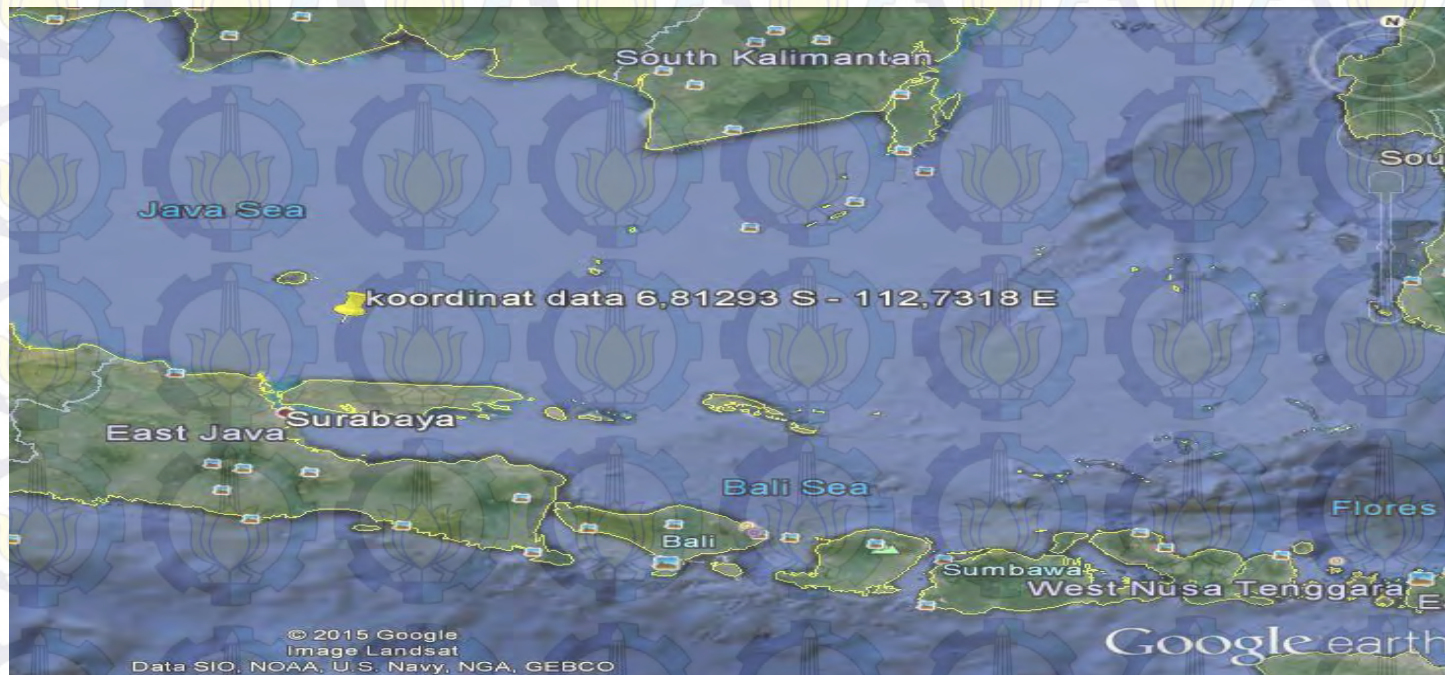 N
South Kalimantan
Sou
Java Sea
koordinat data 6,81293 S - 112,7318 E
Surabaya
East Java
Bali Sea
Flores
Bali
Sumbawa
West Nusa Tenggara
E
© 2015 Google
Image Landsat
Data SIO, NOAA, U.S. Navy, NGA, GEBCO
Google earth